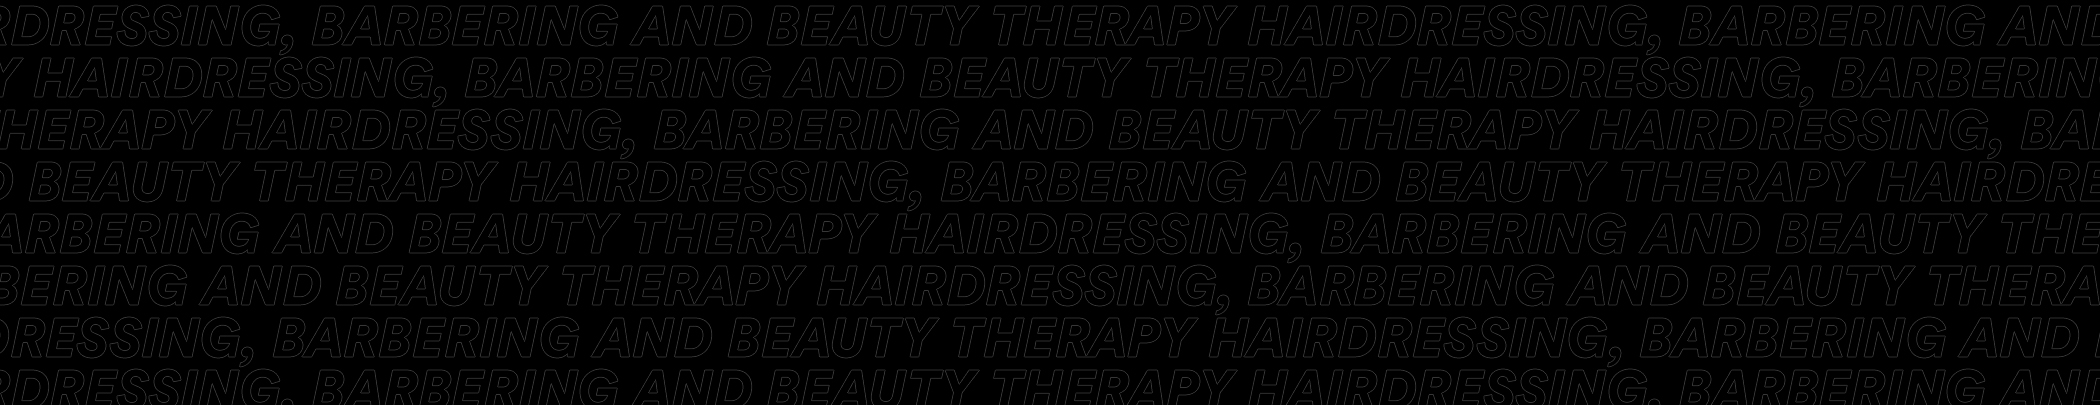 RDRESSING, BARBERING AND BEAUTY THERAPY HAIRDRESSING, BARBERING AND
Y HAIRDRESSING, BARBERING AND BEAUTY THERAPY HAIRDRESSING, BARBERIN
HERAPY HAIRDRESSING, BARBERING AND BEAUTY THERAPY HAIRDRESSING, BAR
D BEAUTY THERAPY HAIRDRESSING, BARBERING AND BEAUTY THERAPY HAIRDRE
ARBERING AND BEAUTY THERAPY HAIRDRESSING, BARBERING AND BEAUTY THE
BERING AND BEAUTY THERAPY HAIRDRESSING, BARBERING AND BEAUTY THERA
DRESSING, BARBERING AND BEAUTY THERAPY HAIRDRESSING, BARBERING AND
RDRESSING, BARBERING AND BEAUTY THERAPY HAIRDRESSING, BARBERING AND